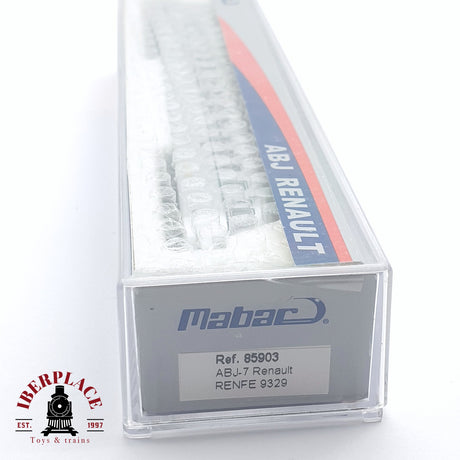 ABJ RENAULT
Mabar®
Ref. 85903
ABJ-7 Renault
RENFE 9329
IBERPLACE
EST. 1997
Toys & trains